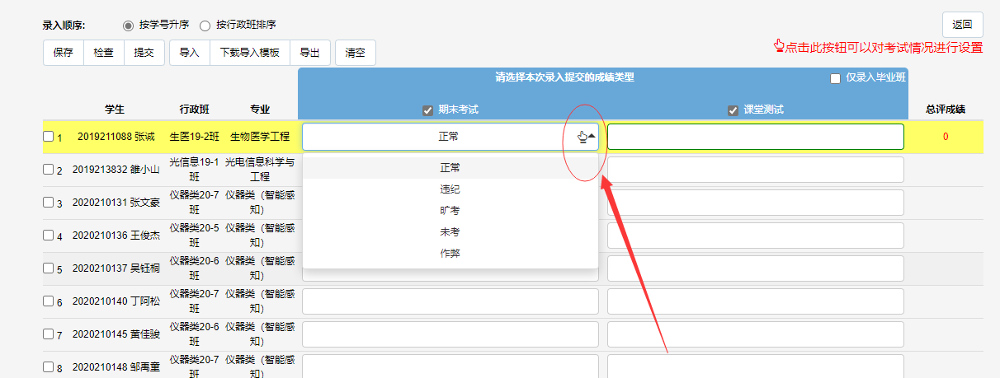 录入顺序: 按学号升序 按行政班排序 返回
保存 检查 提交 导入 下载导入模板 导出 清空 点击此按钮可以对考试情况进行设置
请选择本次录入提交的成绩类型 仅录入毕业班
学生 行政班 专业 期末考试 课堂测试 总评成绩
1 2019211088 张诚 生医19-2班 生物医学工程 正常 0
2 2019213832 雒小山 光信息19-1班 光电信息科学与工程
正常
违纪
3 2020210131 张文豪 仪器类20-7班 仪器类（智能感知）
旷考
4 2020210136 王俊杰 仪器类20-5班 仪器类（智能感知）
未考
作弊
5 2020210137 吴钰桐 仪器类20-6班 仪器类（智能感知）
6 2020210140 丁阿松 仪器类20-7班 仪器类（智能感知）
7 2020210145 黄佳骏 仪器类20-6班 仪器类（智能感知）
8 2020210148 邹禹童 仪器类20-7班 仪器类（智能感知）